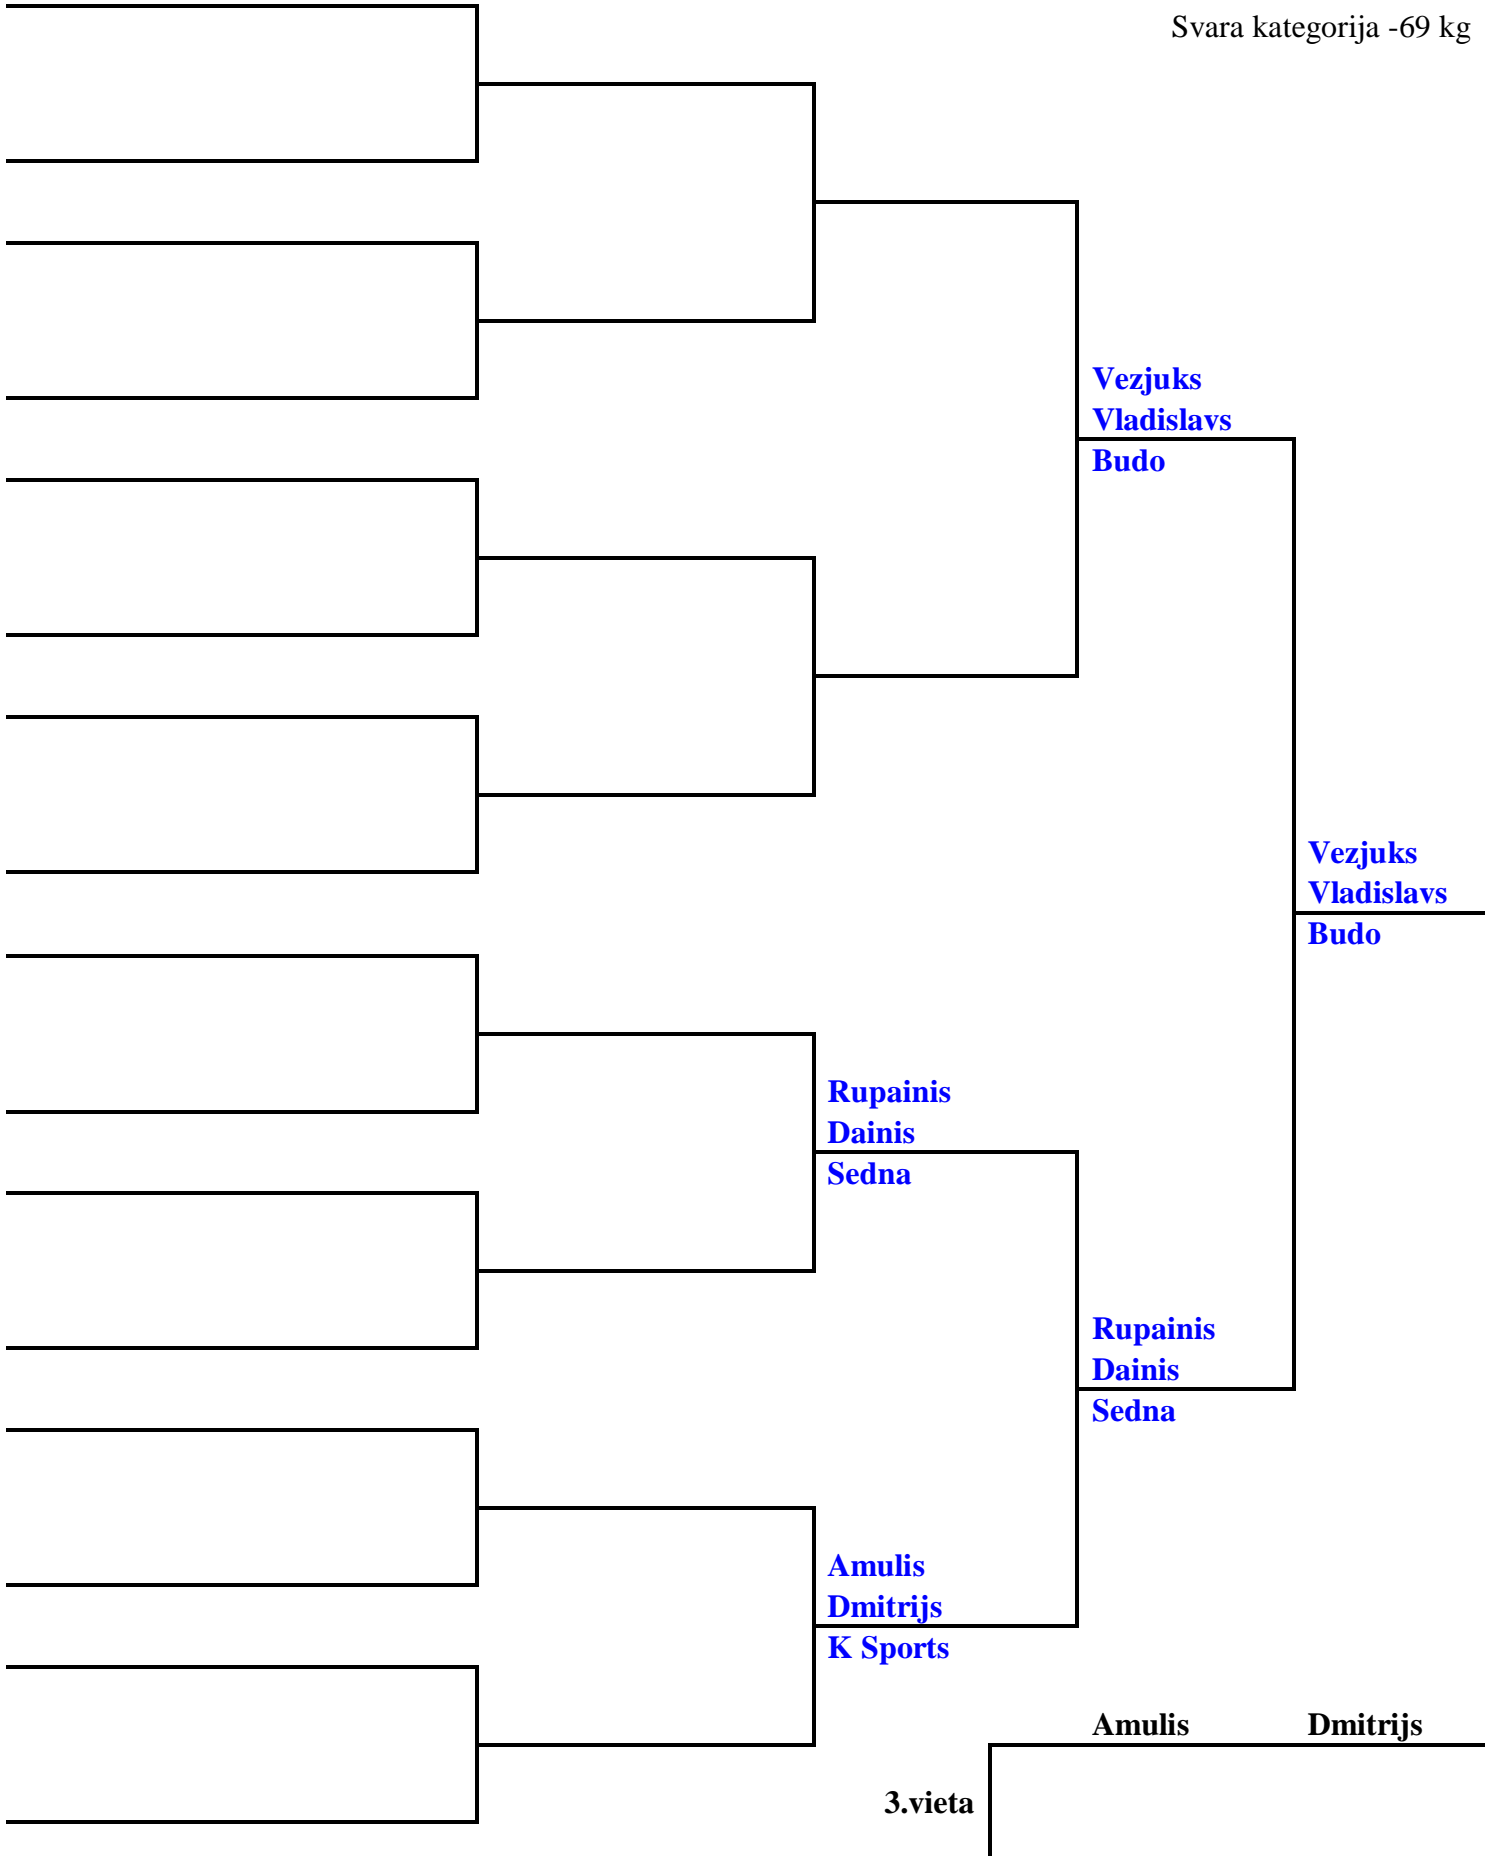 Svara kategorija -69 kg
Vezjuks
Vladislavs
Budo
Vezjuks
Vladislavs
Budo
Rupainis
Dainis
Sedna
Rupainis
Dainis
Sedna
Amulis
Dmitrijs
K Sports
Amulis Dmitrijs
3.vieta